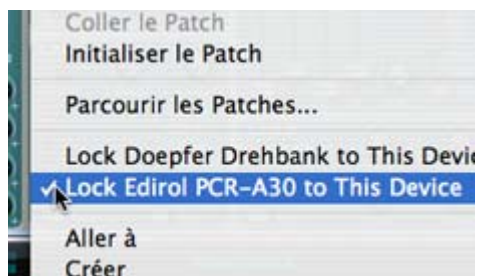 Coller le Patch
Initialiser le Patch
Parcourir les Patches...
Lock Doepfer Drehbank to This
✓Lock Edirol PCR-A30 to This Device
Aller à
Créer